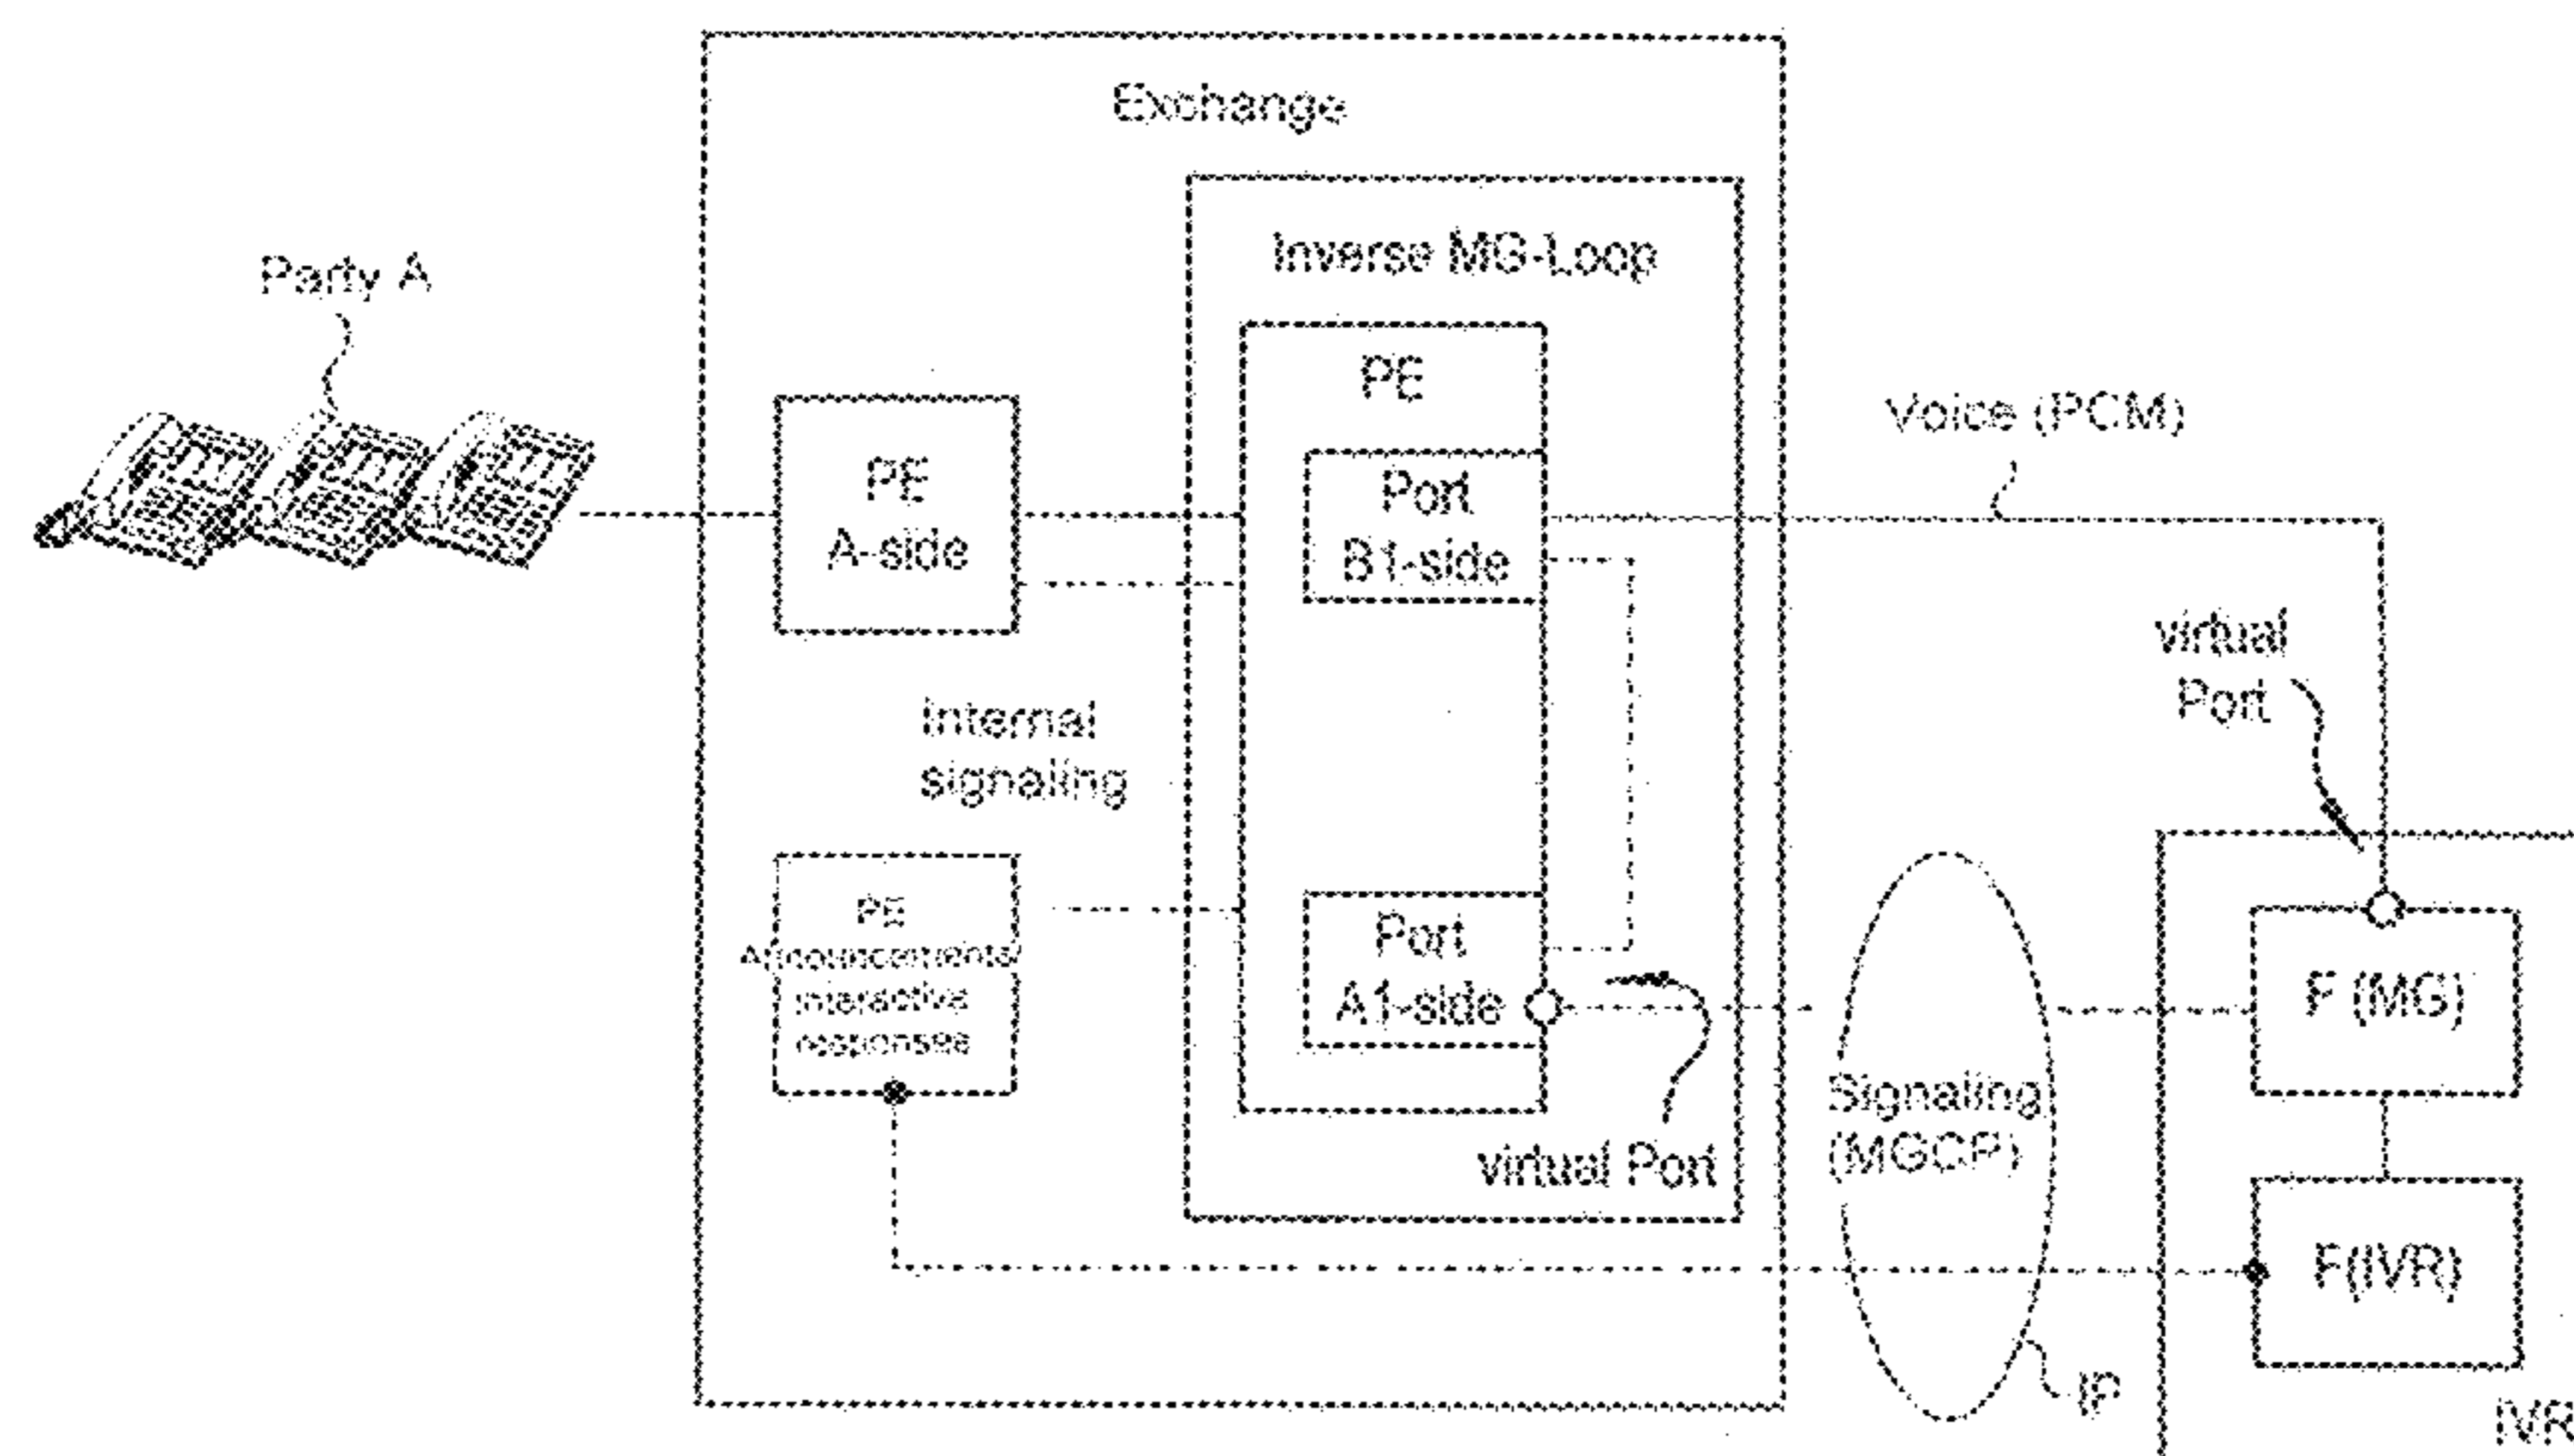 Exchange
Inverse MG-Loop
Party A
PE
Voice (PCM)
PE
A-side
Port
B1-side
virtual
Port
Internal
signaling
PE
Announcements/
interactive
responses
Port
A1-side
F (MG)
Signaling
(MGCP)
virtual Port
F(IVR)
IP
IVR